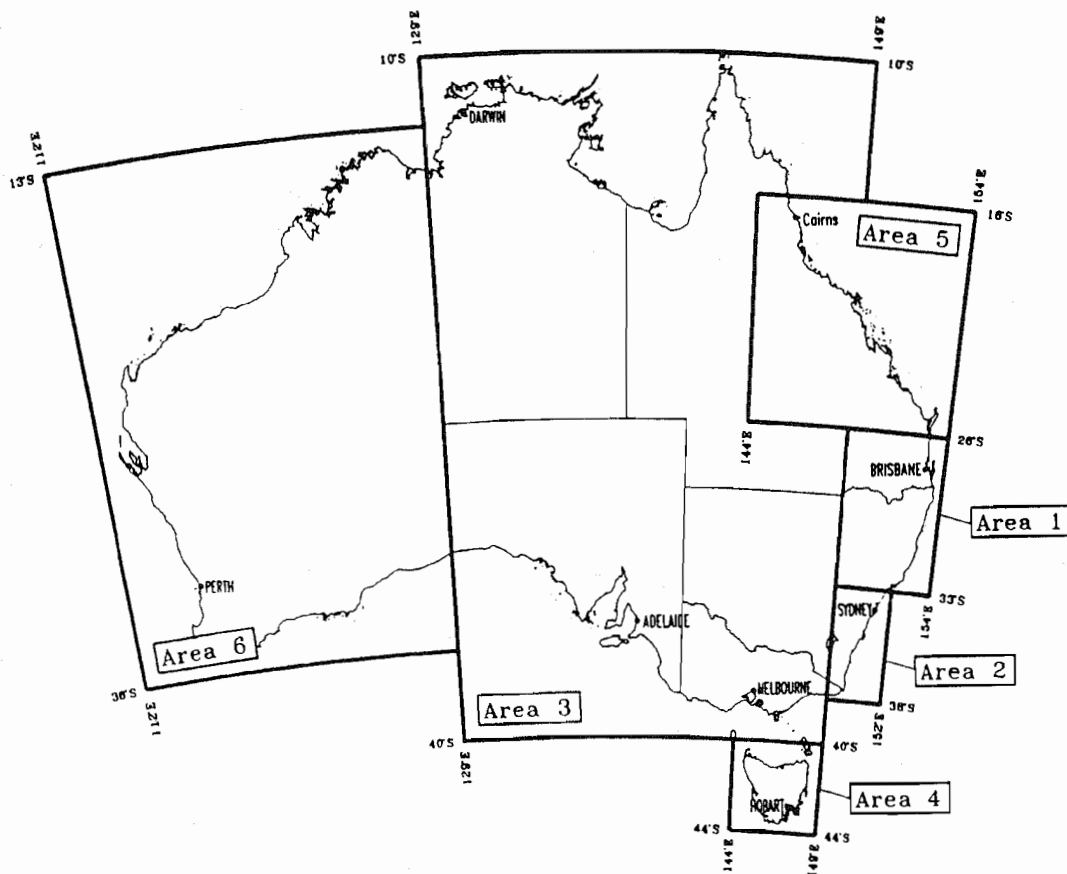 129°E
149°E
10°S
10°S
DARWIN
112°E
13°S
154°E
16°S
Cairns
Area 5
144°E
26°S
BRISBANE
Area 1
PERTH
33°S
154°E
SYDNEY
ADELAIDE
Area 6
Area 2
36°S
112°E
MELBOURNE
Area 3
38°S
152°E
40°S
129°E
40°S
HOBART
Area 4
44°S
44°S
144°E
149°E